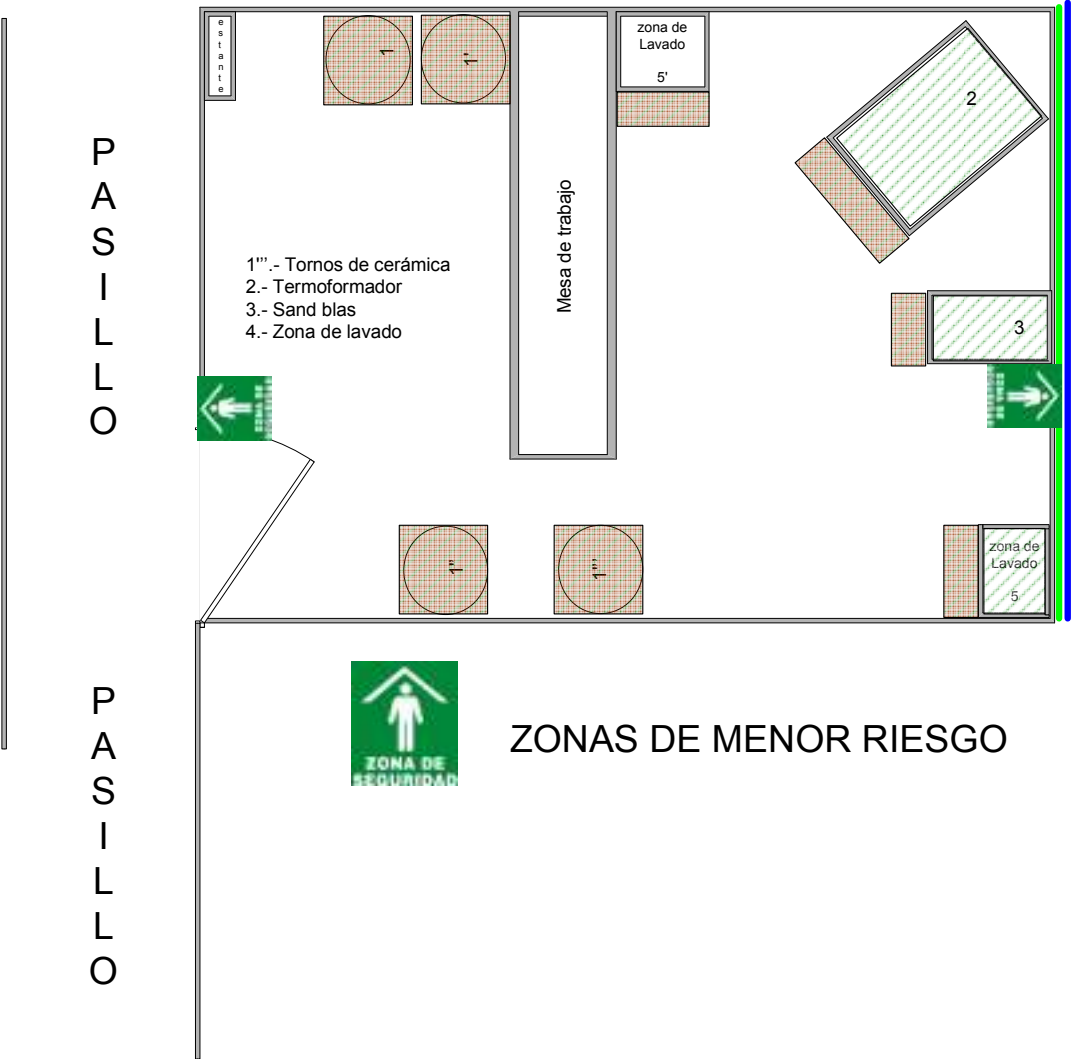 estante
1
1'
zona de
Lavado
5'
2
PASILLO
Mesa de trabajo
1"'.- Tornos de cerámica
2.- Termoformador
3.- Sand blas
4.- Zona de lavado
3
1"
1"'
zona de
Lavado
5
PASILLO
ZONA DE
SEGURIDAD
ZONAS DE MENOR RIESGO